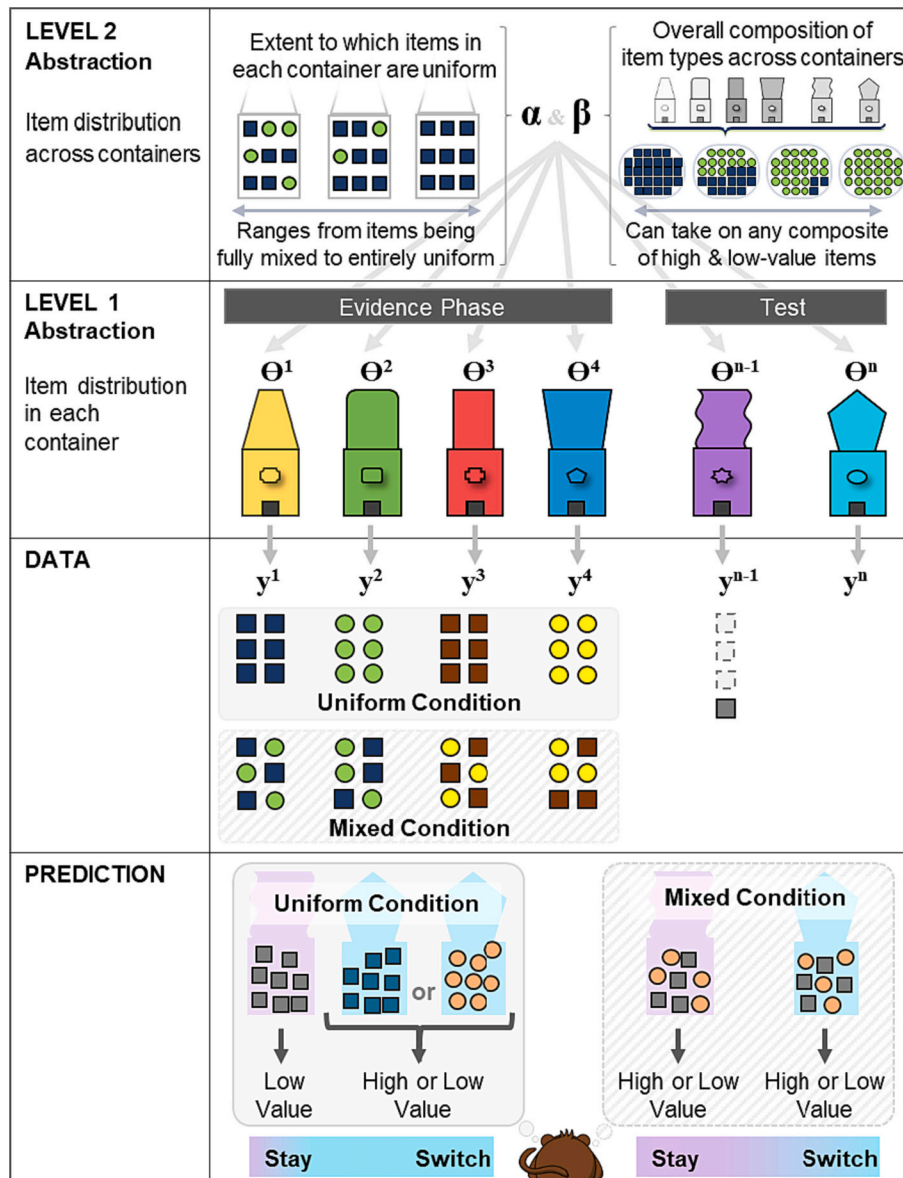 LEVEL 2
Abstraction
Item distribution
across containers
Extent to which items in
each container are uniform
Ranges from items being
fully mixed to entirely uniform
α & β
Overall composition of
item types across containers
Can take on any composite
of high & low-value items
LEVEL 1
Abstraction
Item distribution
in each
container
Evidence Phase
Test
ϴ¹ ϴ² ϴ³ ϴ⁴ ϴⁿ⁻¹ ϴⁿ
DATA
y¹ y² y³ y⁴ yⁿ⁻¹ yⁿ
Uniform Condition
Mixed Condition
PREDICTION
Uniform Condition
or
Low
Value
High or Low
Value
Stay Switch
Mixed Condition
High or Low
Value
High or Low
Value
Stay Switch